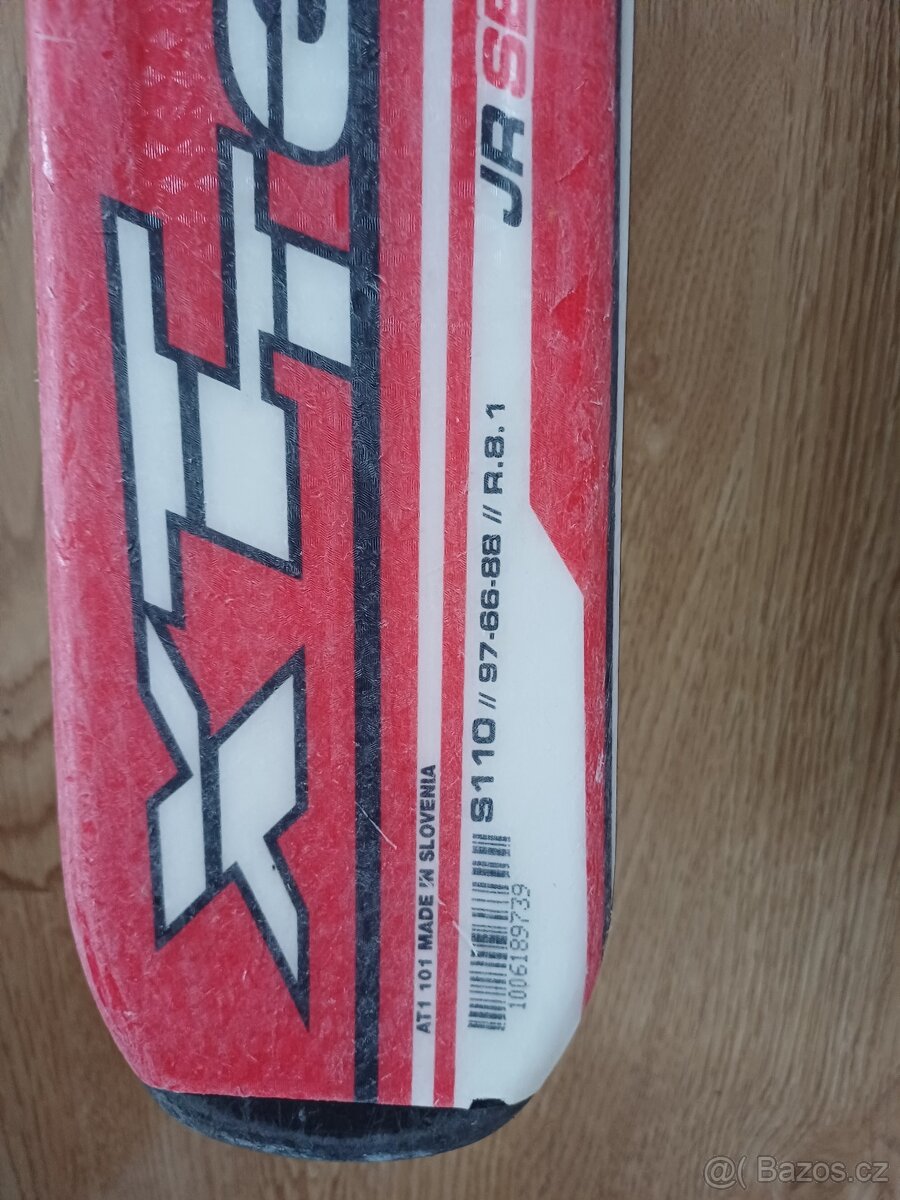 JR
S110 // 97-66-88 // R.8.1
1006189739
AT1 101 MADE IN SLOVENIA
@( Bazos.cz